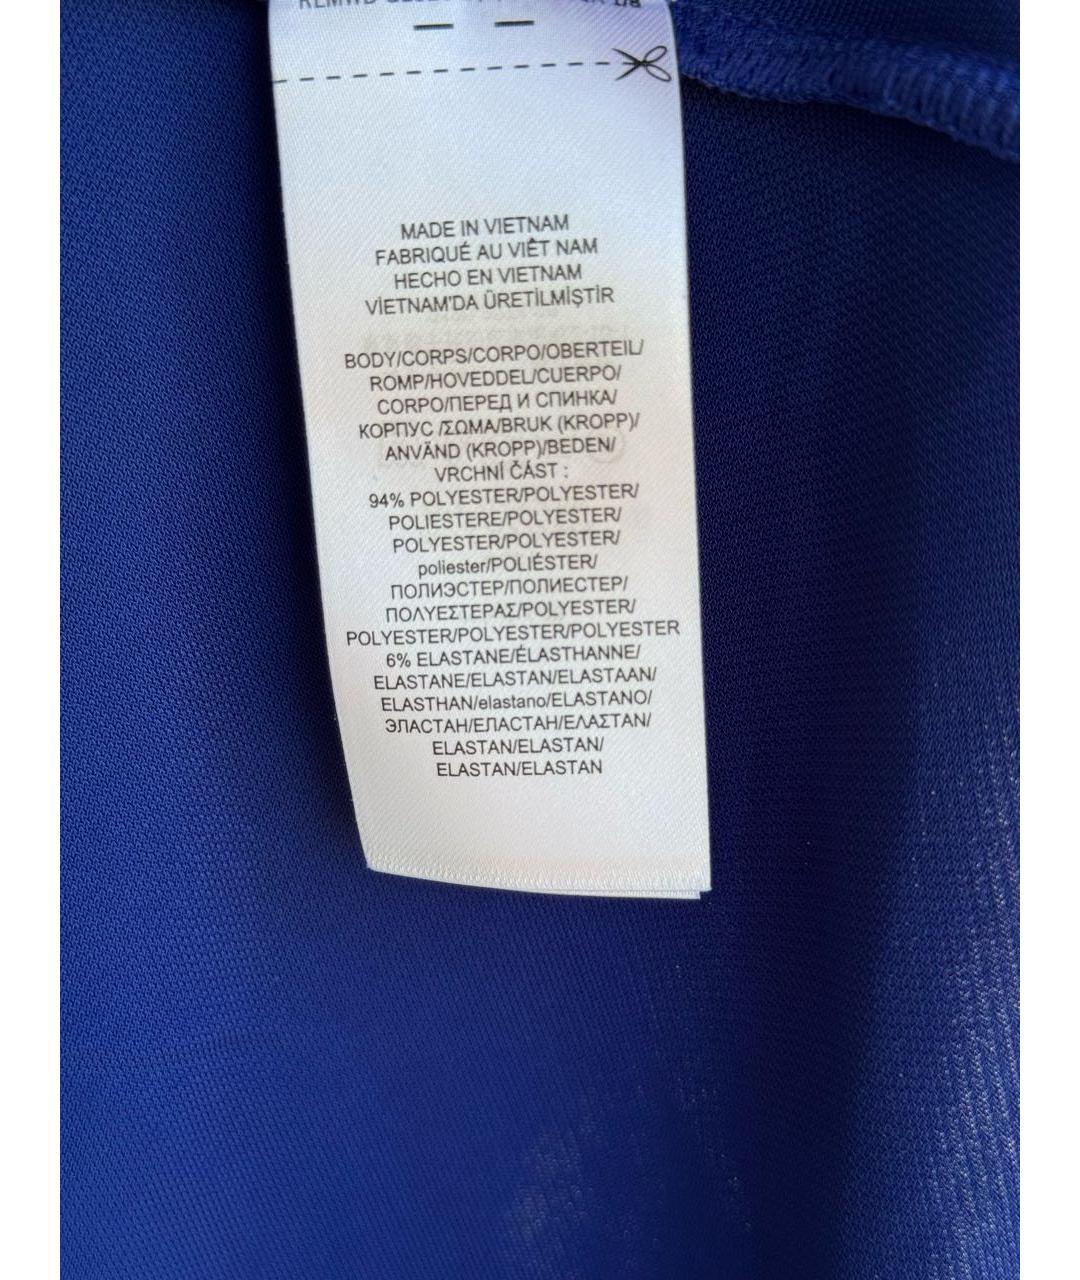 MADE IN VIETNAM
FABRIQUÉ AU VIÊT NAM
HECHO EN VIETNAM
VİETNAM'DA ÜRETİLMİŞTİR
BODY/CORPS/CORPO/OBERTEIL/
ROMP/HOVEDDEL/CUERPO/
CORPO/ПЕРЕД И СПИНКА/
КОРПУС /ΣΩΜΑ/BRUK (KROPP)/
ANVÄND (KROPP)/BEDEN/
VRCHNÍ ČÁST :
94% POLYESTER/POLYESTER/
POLIESTERE/POLYESTER/
POLYESTER/POLYESTER/
poliester/POLIÉSTER/
ПОЛИЭСТЕР/ПОЛИЕСТЕР/
ΠΟΛΥΕΣΤΕΡΑΣ/POLYESTER/
POLYESTER/POLYESTER/POLYESTER
6% ELASTANE/ÉLASTHANNE/
ELASTANE/ELASTAN/ELASTAAN/
ELASTHAN/elastano/ELASTANO/
ЭЛАСТАН/ЕЛАСТАН/ΕΛΑΣΤΑΝ/
ELASTAN/ELASTAN/
ELASTAN/ELASTAN